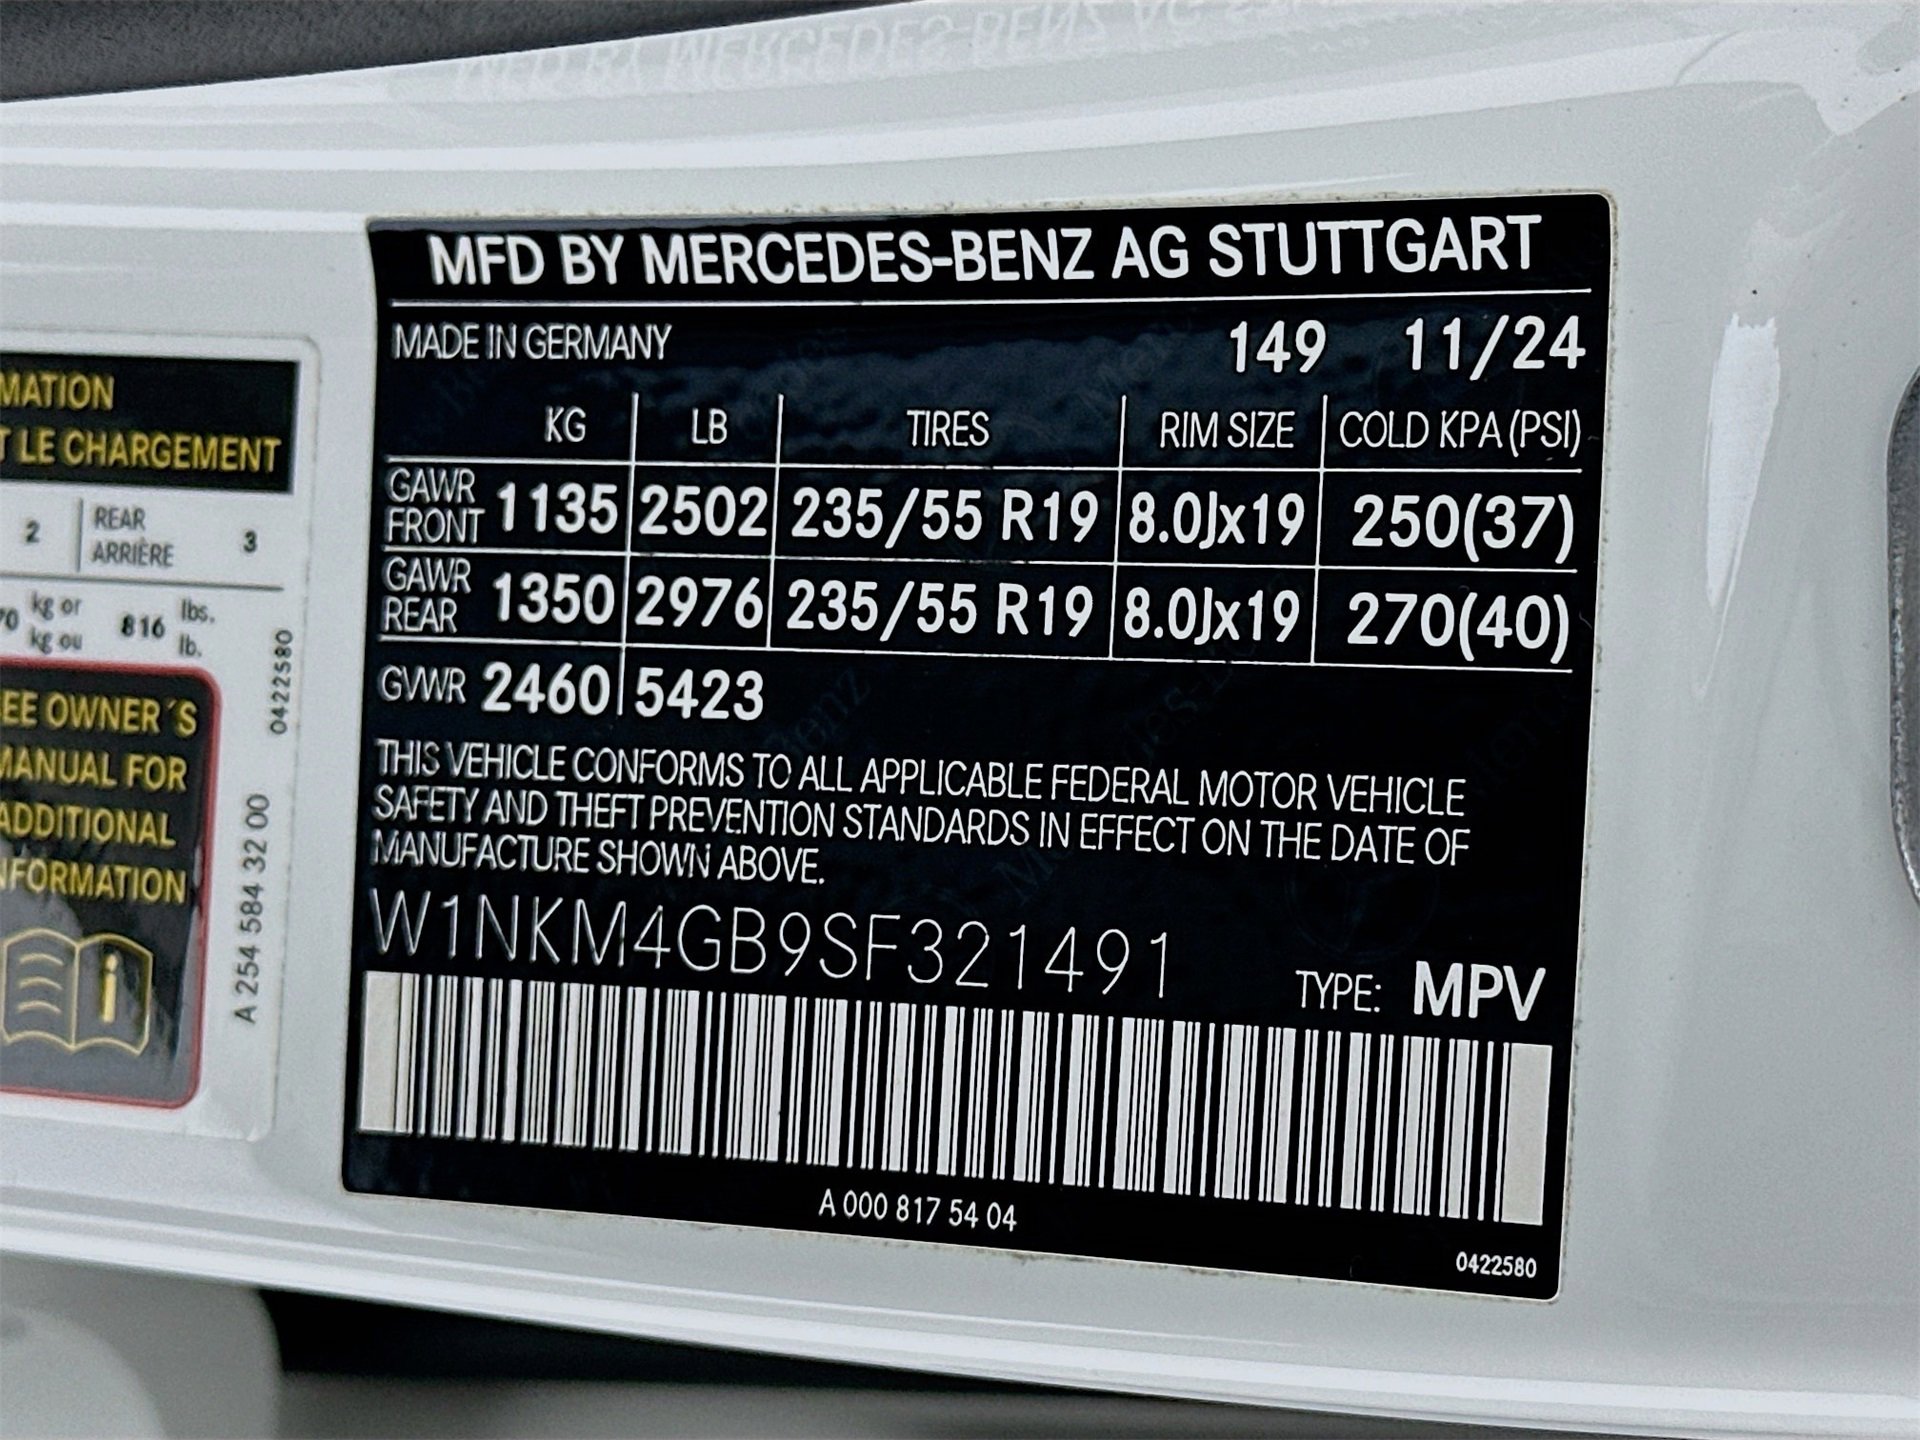 MFD BY MERCEDES-BENZ AG STUTTGART
MADE IN GERMANY 149 11/24
KG LB TIRES RIM SIZE COLD KPA (PSI)
GAWR FRONT 1135 2502 235/55 R19 8.0Jx19 250(37)
GAWR REAR 1350 2976 235/55 R19 8.0Jx19 270(40)
GVWR 2460 5423
THIS VEHICLE CONFORMS TO ALL APPLICABLE FEDERAL MOTOR VEHICLE
SAFETY AND THEFT PREVENTION STANDARDS IN EFFECT ON THE DATE OF
MANUFACTURE SHOWN ABOVE.
W1NKM4GB9SF321491
TYPE: MPV
A 000 817 54 04
0422580
MATION
T LE CHARGEMENT
2 REAR ARRIÈRE 3
kg or kg ou 816 lbs. lb.
EE OWNER´S
MANUAL FOR
ADDITIONAL
NFORMATION
0422580
A 254 584 32 00